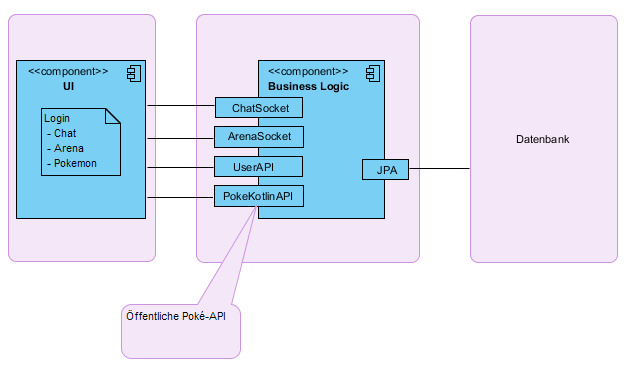 <<component>>
UI
Login
- Chat
- Arena
- Pokemon
<<component>>
Business Logic
ChatSocket
ArenaSocket
UserAPI
PokeKotlinAPI
JPA
Datenbank
Öffentliche Poké-API